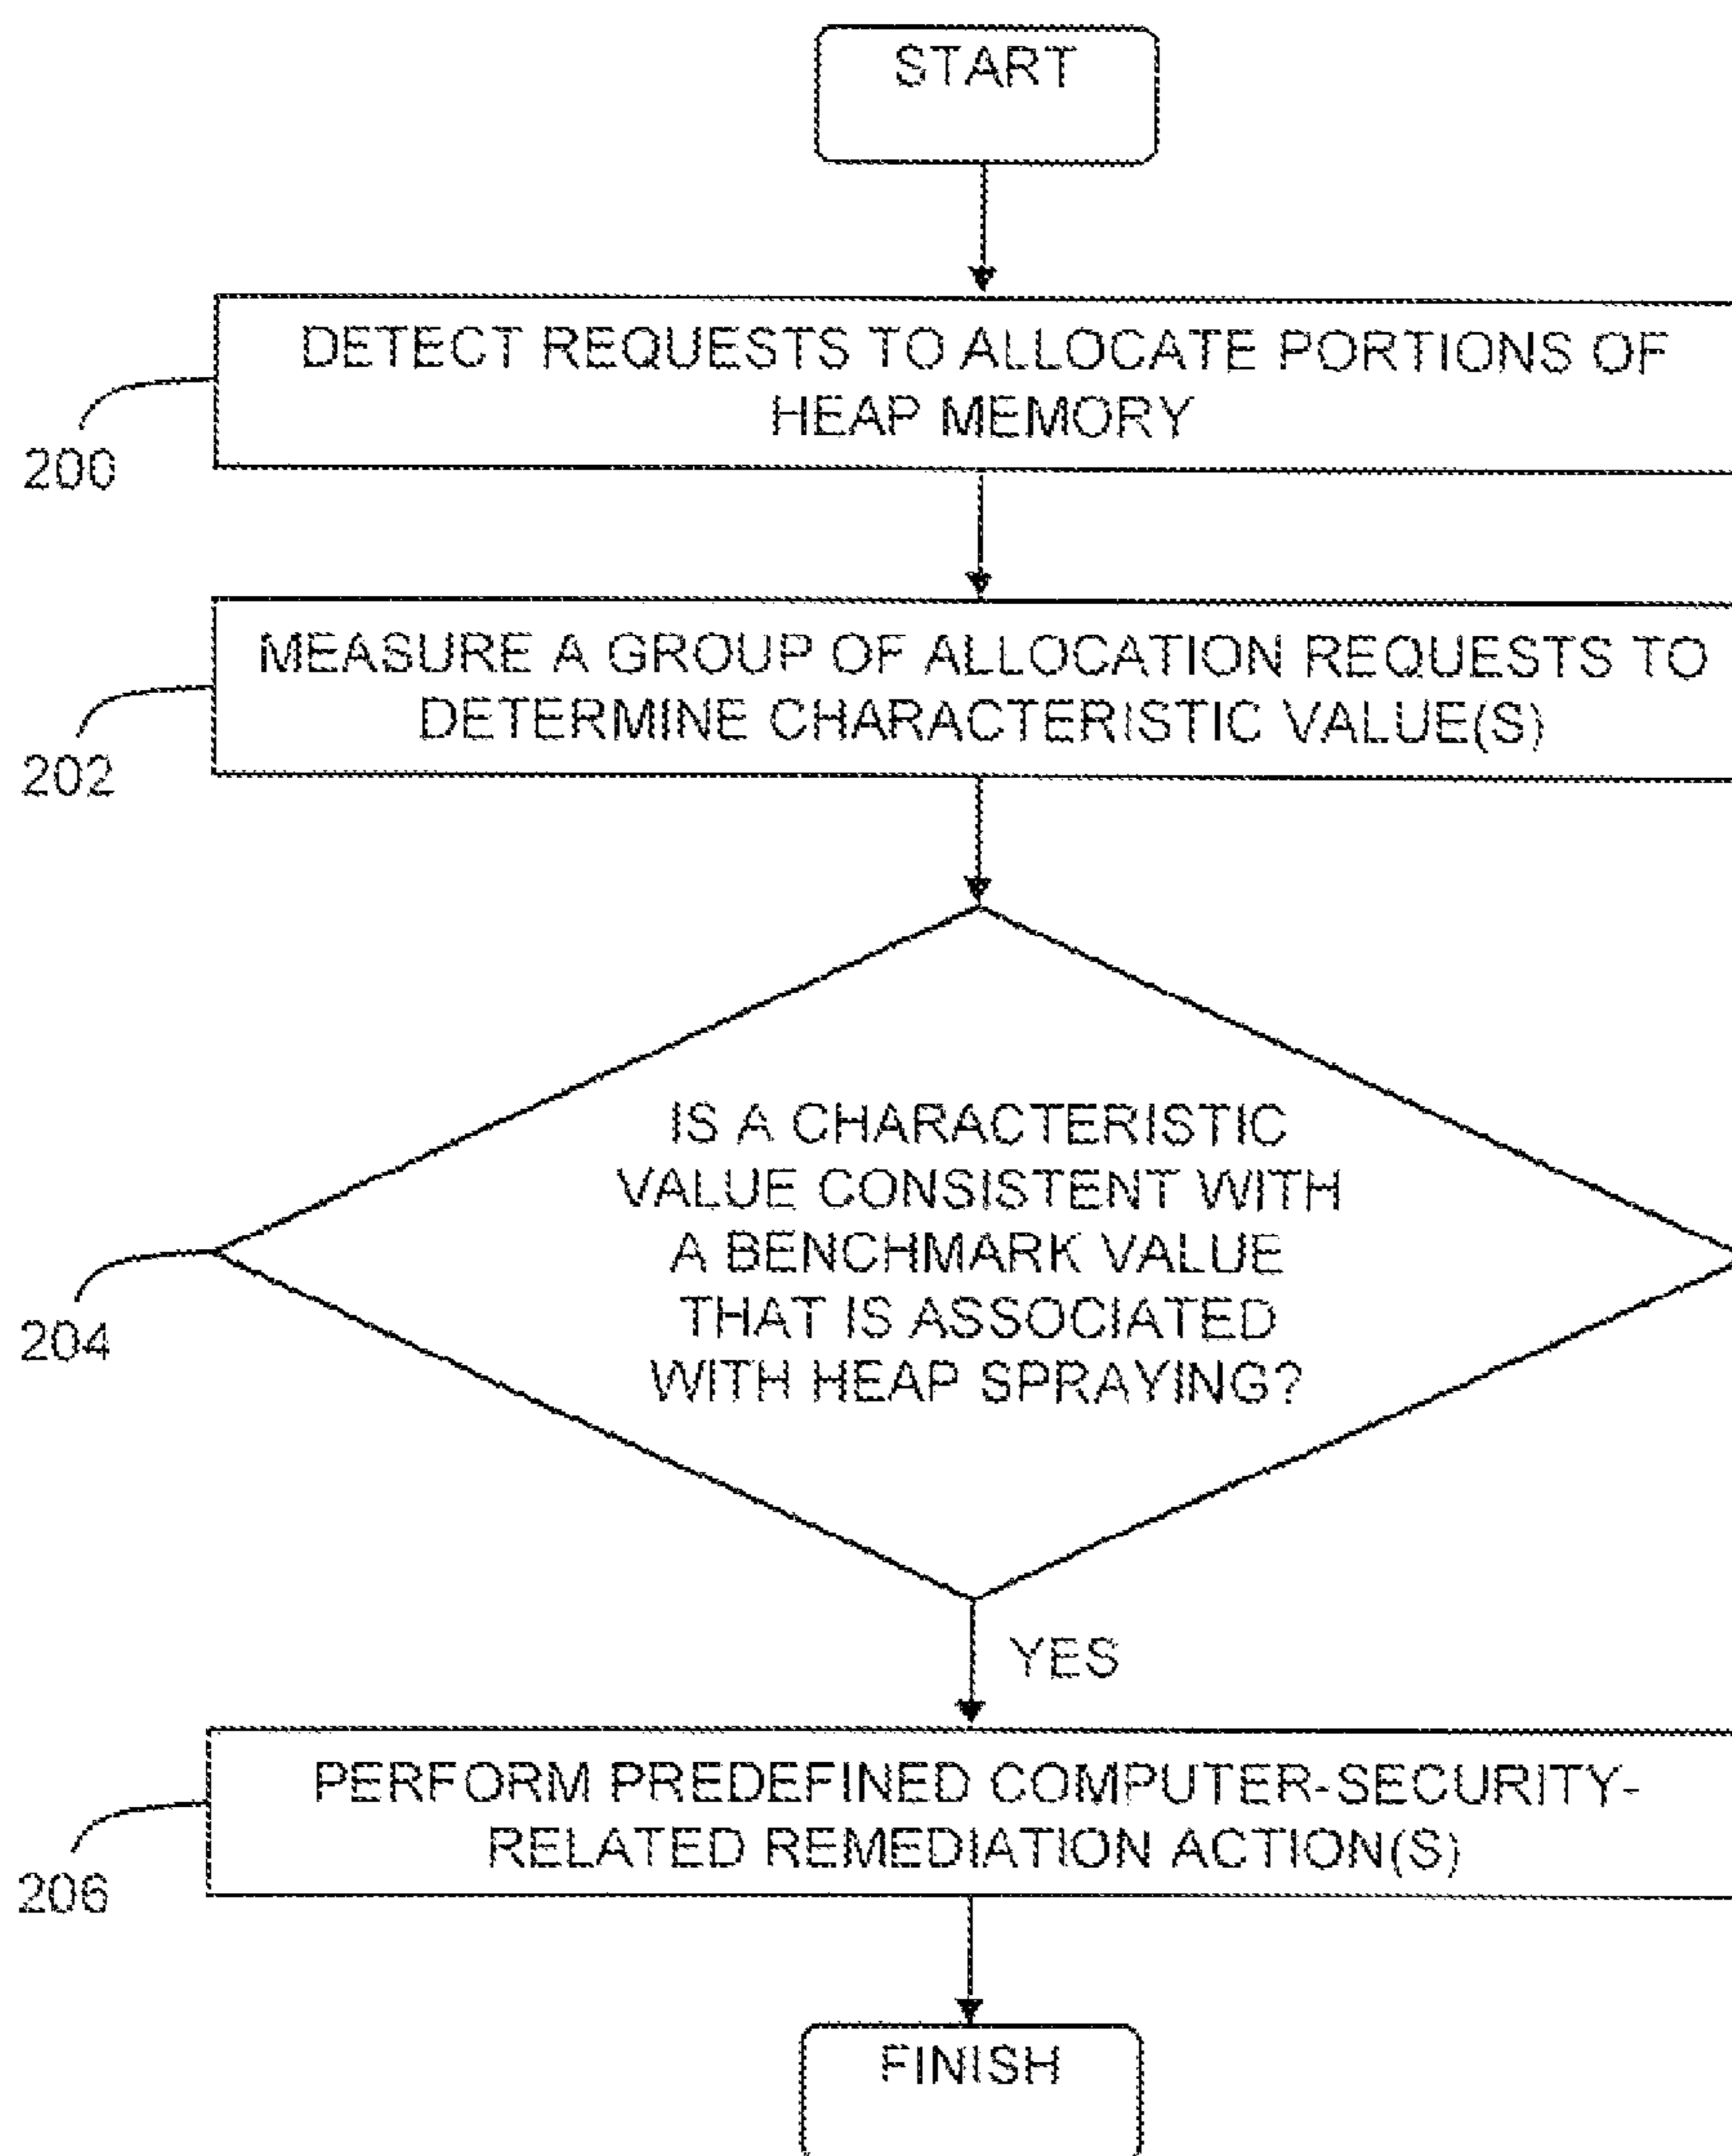 START
DETECT REQUESTS TO ALLOCATE PORTIONS OF
HEAP MEMORY
200
MEASURE A GROUP OF ALLOCATION REQUESTS TO
DETERMINE CHARACTERISTIC VALUE(S)
202
IS A CHARACTERISTIC
VALUE CONSISTENT WITH
A BENCHMARK VALUE
THAT IS ASSOCIATED
WITH HEAP SPRAYING?
204
YES
PERFORM PREDEFINED COMPUTER-SECURITY-
RELATED REMEDIATION ACTION(S)
206
FINISH